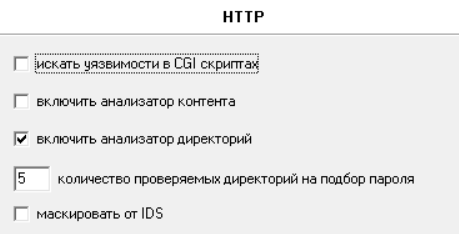 HTTP
искать уязвимости в CGI скриптах
включить анализатор контента
включить анализатор директорий
5 количество проверяемых директорий на подбор пароля
маскировать от IDS